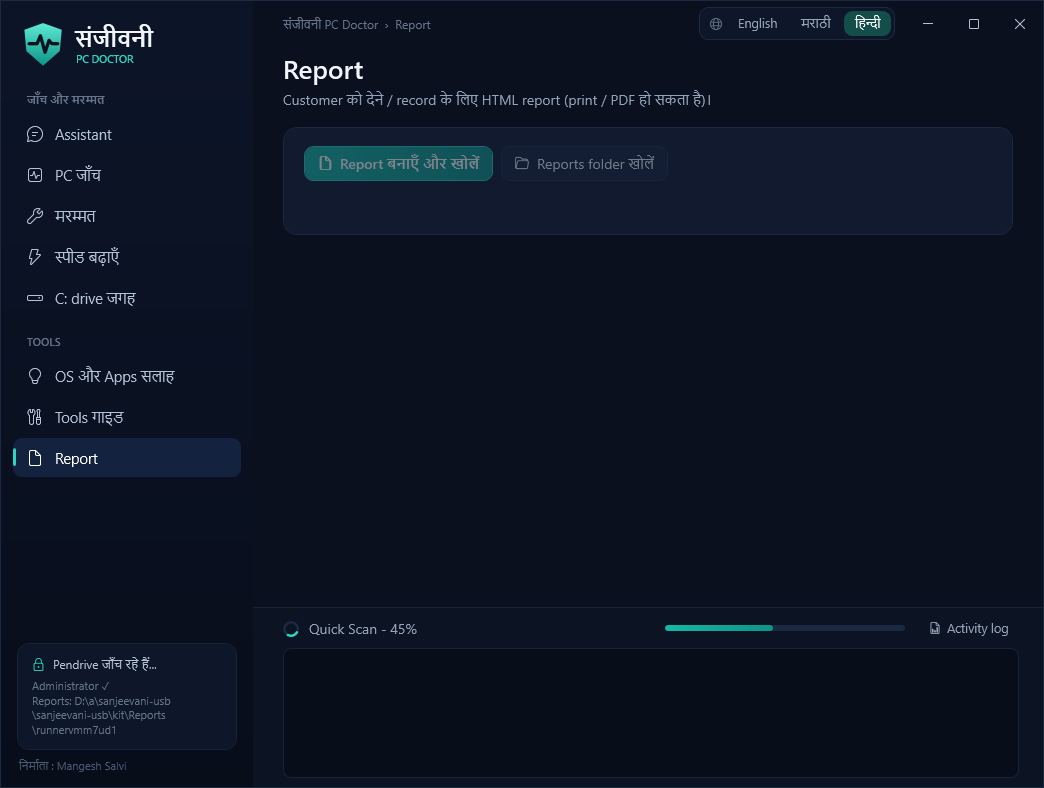 संजीवनी
PC DOCTOR
जाँच और मरम्मत
Assistant
PC जाँच
मरम्मत
स्पीड बढ़ाएँ
C: drive जगह
TOOLS
OS और Apps सलाह
Tools गाइड
Report
Pendrive जाँच रहे हैं...
Administrator ✓
Reports: D:\a\sanjeevani-usb
\sanjeevani-usb\kit\Reports
\runnervmm7ud1
निर्माता : Mangesh Salvi
संजीवनी PC Doctor › Report
English मराठी हिन्दी
Report
Customer को देने / record के लिए HTML report (print / PDF हो सकता है)।
Report बनाएँ और खोलें
Reports folder खोलें
Quick Scan - 45%
Activity log